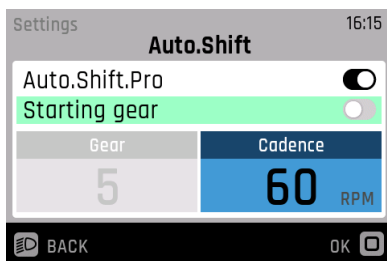 Settings 16:15
Auto.Shift
Auto.Shift.Pro
Starting gear
Gear Cadence
5 60 RPM
BACK OK